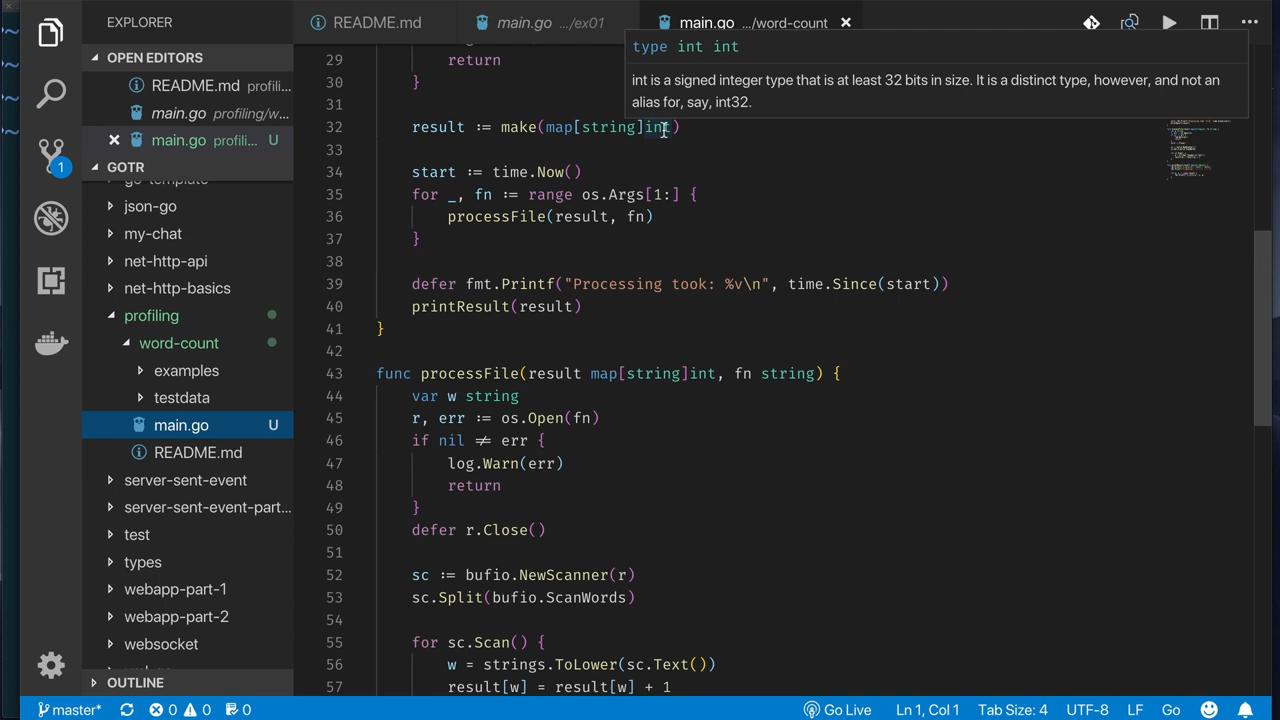 EXPLORER
README.md
main.go .../ex01
main.go .../word-count
OPEN EDITORS
README.md profili...
main.go profiling/w...
main.go profili... U
GOTR
json-go
my-chat
net-http-api
net-http-basics
profiling
word-count
examples
testdata
main.go U
README.md
server-sent-event
server-sent-event-part...
test
types
webapp-part-1
webapp-part-2
websocket
OUTLINE
1
type int int
int is a signed integer type that is at least 32 bits in size. It is a distinct type, however, and not an
alias for, say, int32.
29 return
30 }
31
32 result := make(map[string]int)
33
34 start := time.Now()
35 for _, fn := range os.Args[1:] {
36 processFile(result, fn)
37 }
38
39 defer fmt.Printf("Processing took: %v\n", time.Since(start))
40 printResult(result)
41 }
42
43 func processFile(result map[string]int, fn string) {
44 var w string
45 r, err := os.Open(fn)
46 if nil ≠ err {
47 log.Warn(err)
48 return
49 }
50 defer r.Close()
51
52 sc := bufio.NewScanner(r)
53 sc.Split(bufio.ScanWords)
54
55 for sc.Scan() {
56 w = strings.ToLower(sc.Text())
57 result[w] = result[w] + 1
master* 0 0 0 Go Live Ln 1, Col 1 Tab Size: 4 UTF-8 LF Go